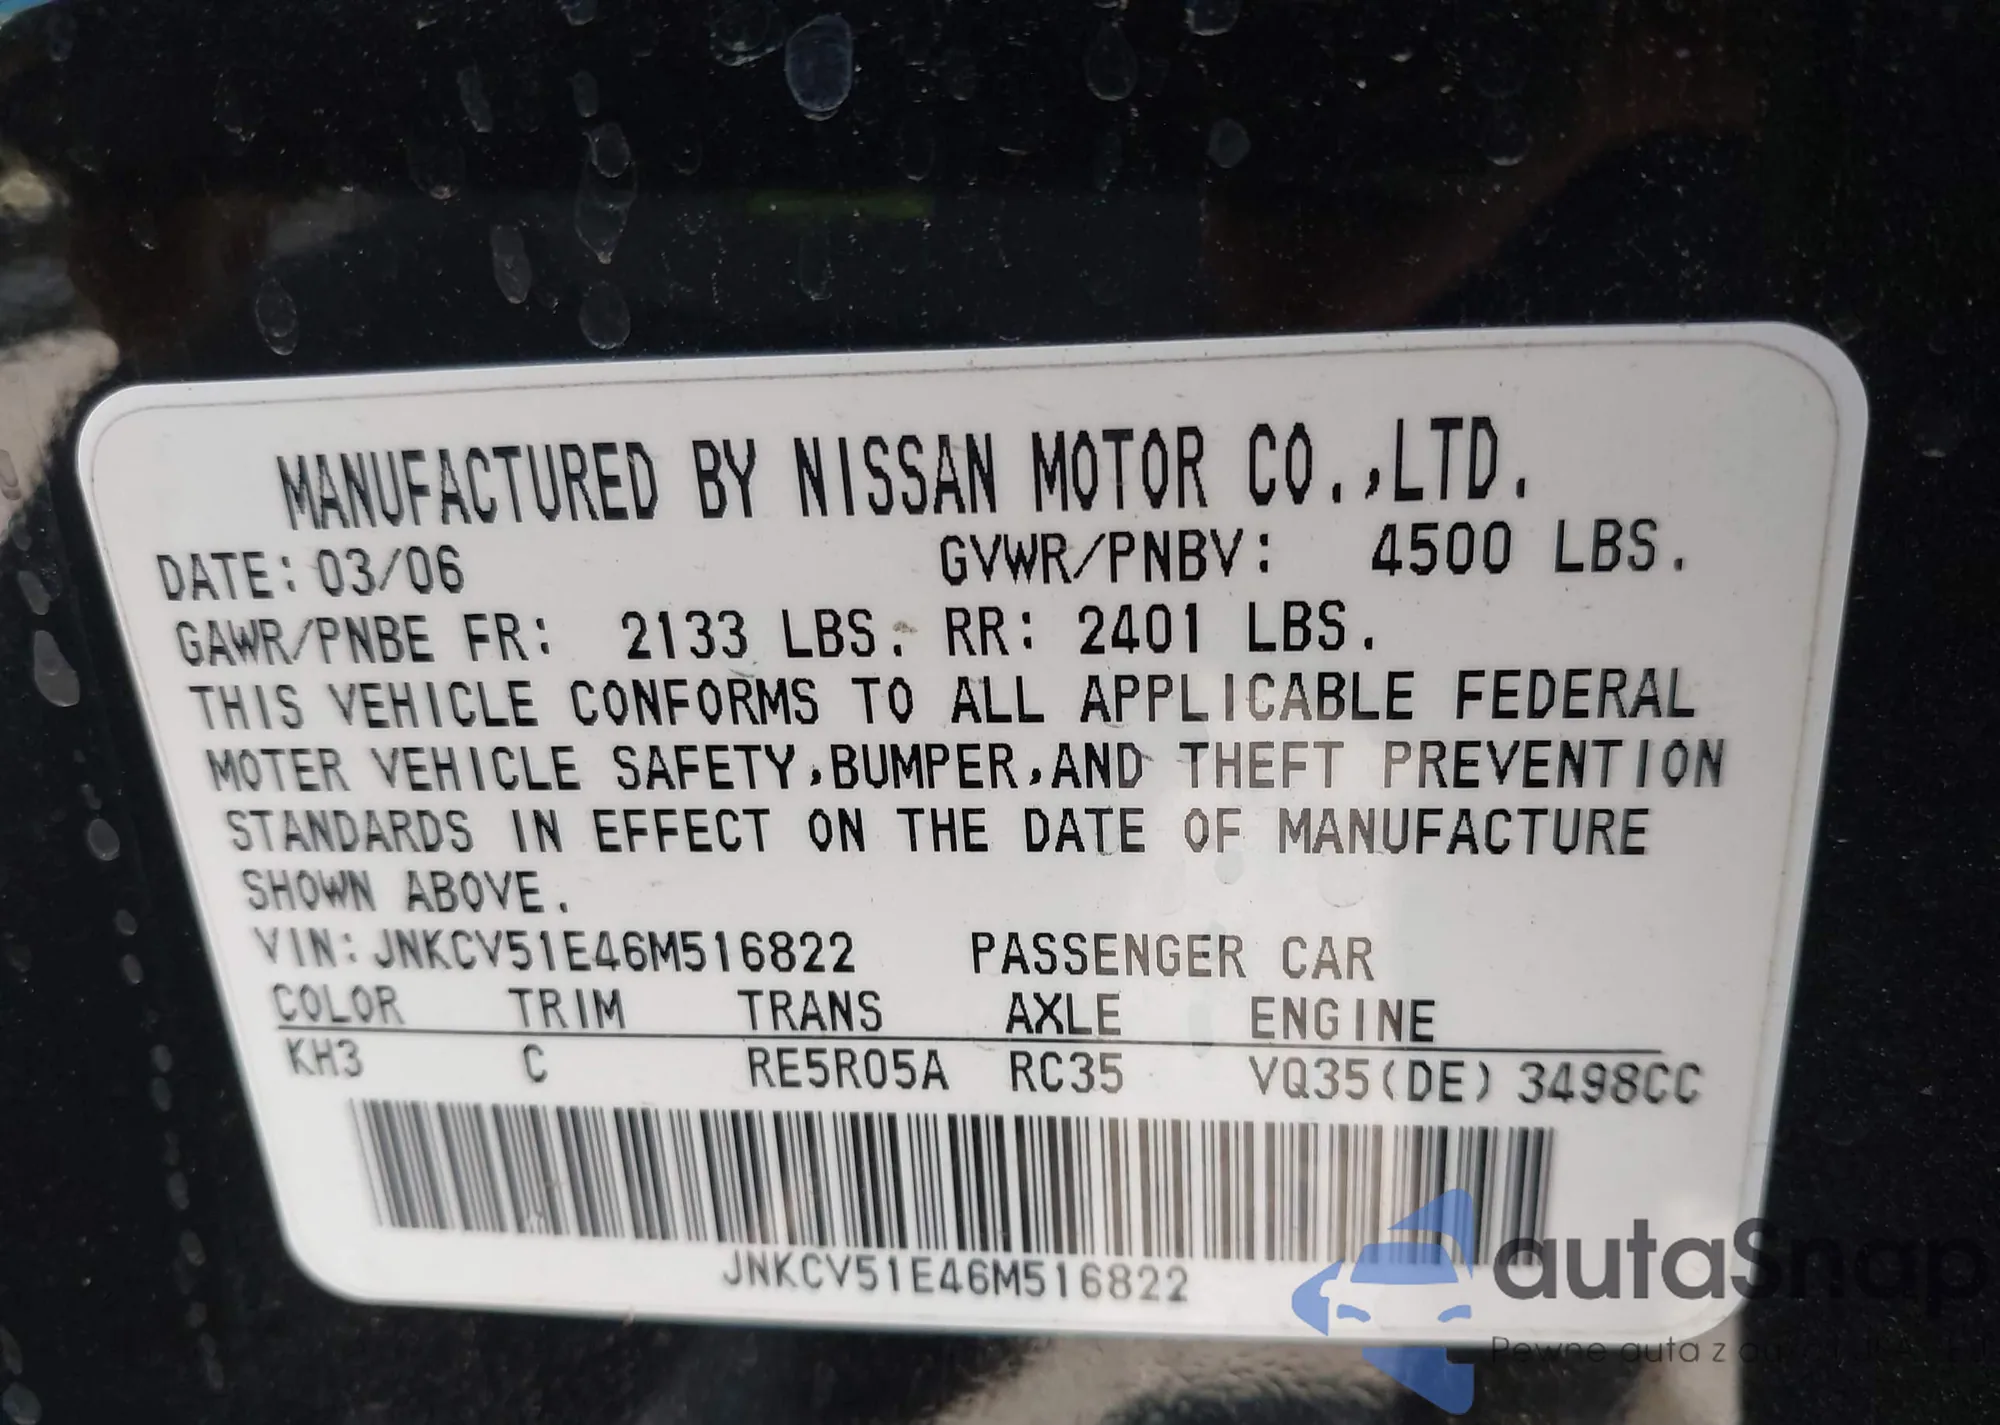 MANUFACTURED BY NISSAN MOTOR CO.,LTD.
DATE: 03/06 GVWR/PNBV: 4500 LBS.
GAWR/PNBE FR: 2133 LBS. RR: 2401 LBS.
THIS VEHICLE CONFORMS TO ALL APPLICABLE FEDERAL
MOTER VEHICLE SAFETY,BUMPER,AND THEFT PREVENTION
STANDARDS IN EFFECT ON THE DATE OF MANUFACTURE
SHOWN ABOVE.
VIN: JNKCV51E46M516822 PASSENGER CAR
COLOR TRIM TRANS AXLE ENGINE
KH3 C RE5R05A RC35 VQ35(DE) 3498CC
JNKCV51E46M516822
autaSnap
Pewne auta z